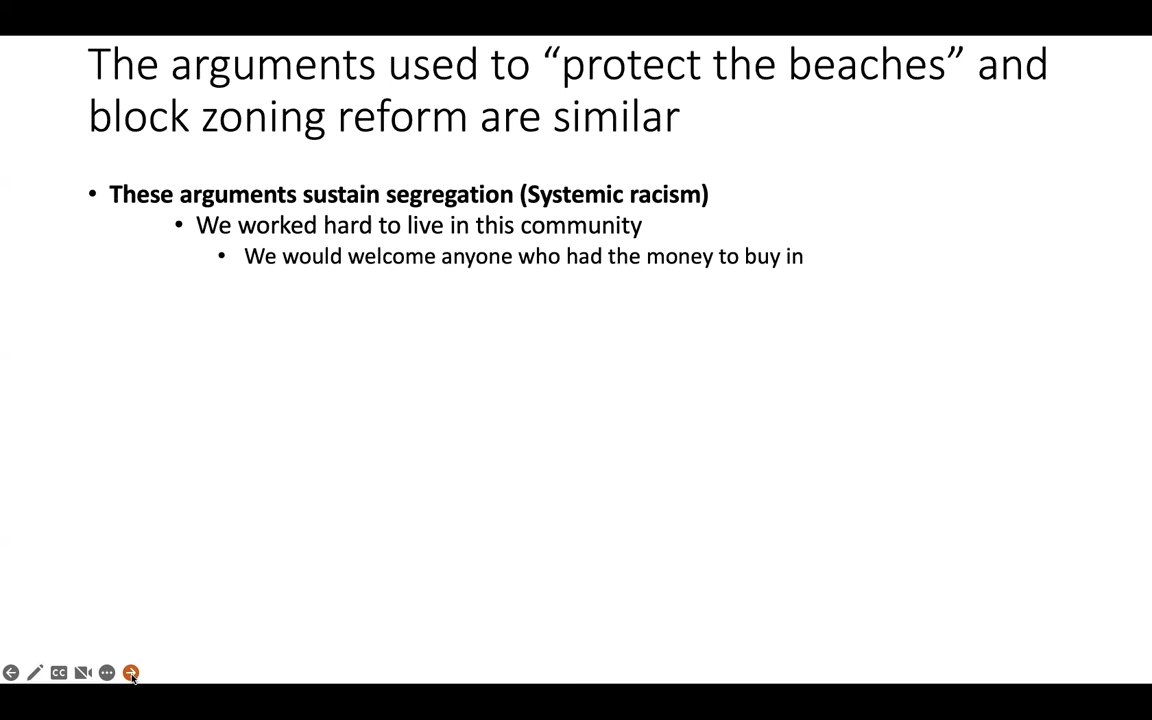 The arguments used to “protect the beaches” and
block zoning reform are similar
• These arguments sustain segregation (Systemic racism)
• We worked hard to live in this community
• We would welcome anyone who had the money to buy in
CC